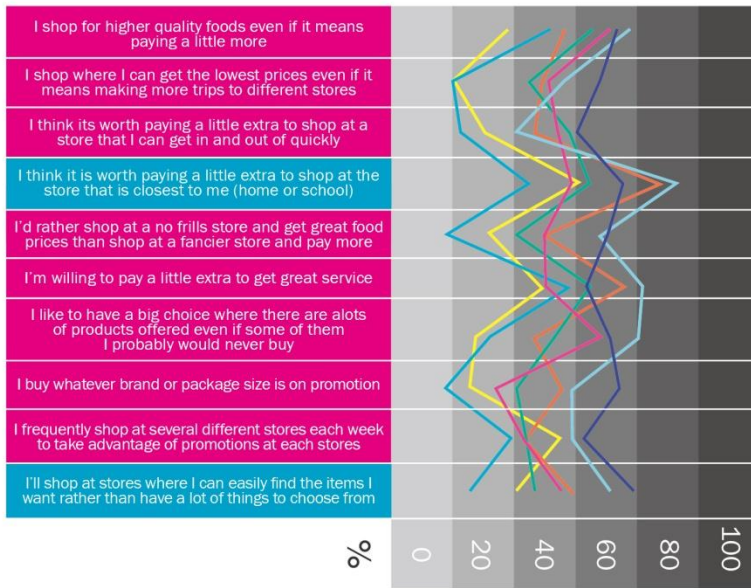 I shop for higher quality foods even if it means
paying a little more
I shop where I can get the lowest prices even if it
means making more trips to different stores
I think its worth paying a little extra to shop at a
store that I can get in and out of quickly
I think it is worth paying a little extra to shop at the
store that is closest to me (home or school)
I'd rather shop at a no frills store and get great food
prices than shop at a fancier store and pay more
I'm willing to pay a little extra to get great service
I like to have a big choice where there are alots
of products offered even if some of them
I probably would never buy
I buy whatever brand or package size is on promotion
I frequently shop at several different stores each week
to take advantage of promotions at each stores
I'll shop at stores where I can easily find the items I
want rather than have a lot of things to choose from
% 0 20 40 60 80 100